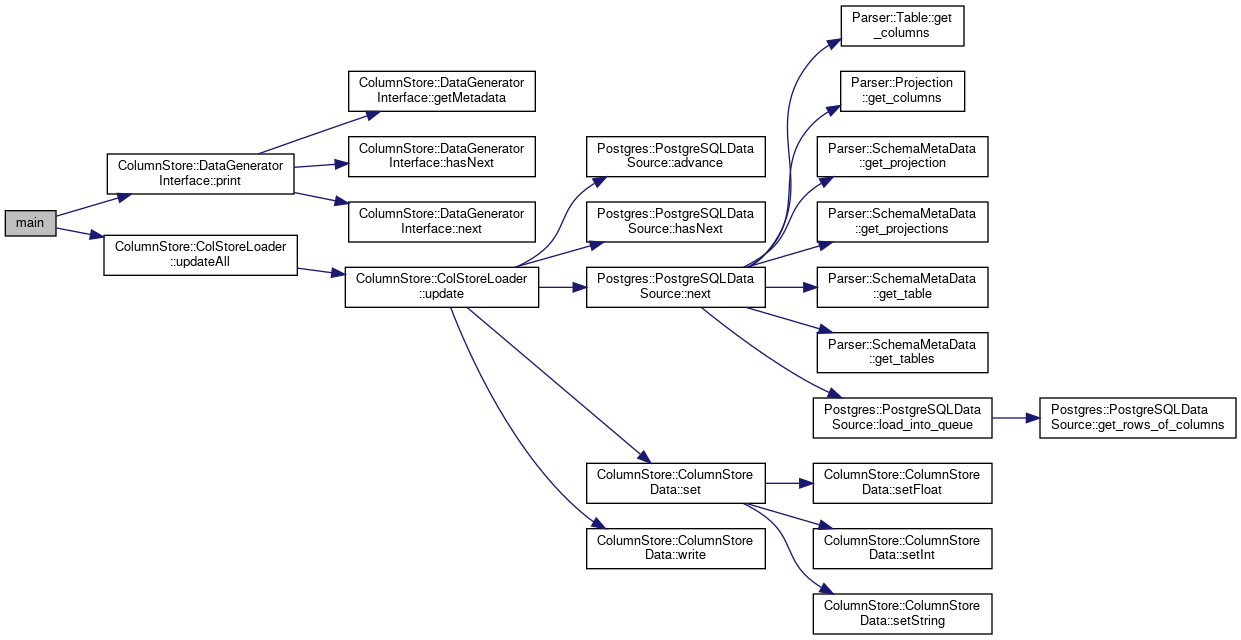 main
ColumnStore::DataGenerator
Interface::print
ColumnStore::ColStoreLoader
::updateAll
ColumnStore::DataGenerator
Interface::getMetadata
ColumnStore::DataGenerator
Interface::hasNext
ColumnStore::DataGenerator
Interface::next
ColumnStore::ColStoreLoader
::update
Postgres::PostgreSQLData
Source::advance
Postgres::PostgreSQLData
Source::hasNext
Postgres::PostgreSQLData
Source::next
ColumnStore::ColumnStore
Data::set
ColumnStore::ColumnStore
Data::write
Parser::Table::get
_columns
Parser::Projection
::get_columns
Parser::SchemaMetaData
::get_projection
Parser::SchemaMetaData
::get_projections
Parser::SchemaMetaData
::get_table
Parser::SchemaMetaData
::get_tables
Postgres::PostgreSQLData
Source::load_into_queue
Postgres::PostgreSQLData
Source::get_rows_of_columns
ColumnStore::ColumnStore
Data::setFloat
ColumnStore::ColumnStore
Data::setInt
ColumnStore::ColumnStore
Data::setString